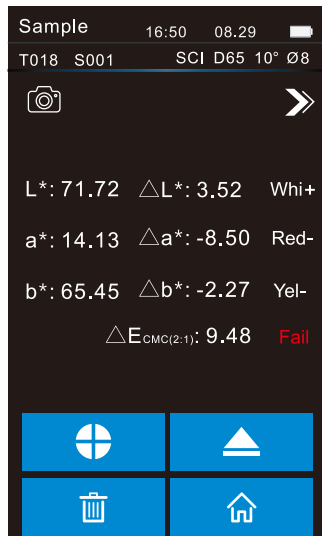 Sample 16:50 08.29
T018 S001 SCI D65 10° Ø8
L*: 71.72 △L*: 3.52 Whi+
a*: 14.13 △a*: -8.50 Red-
b*: 65.45 △b*: -2.27 Yel-
△E CMC(2:1): 9.48 Fail